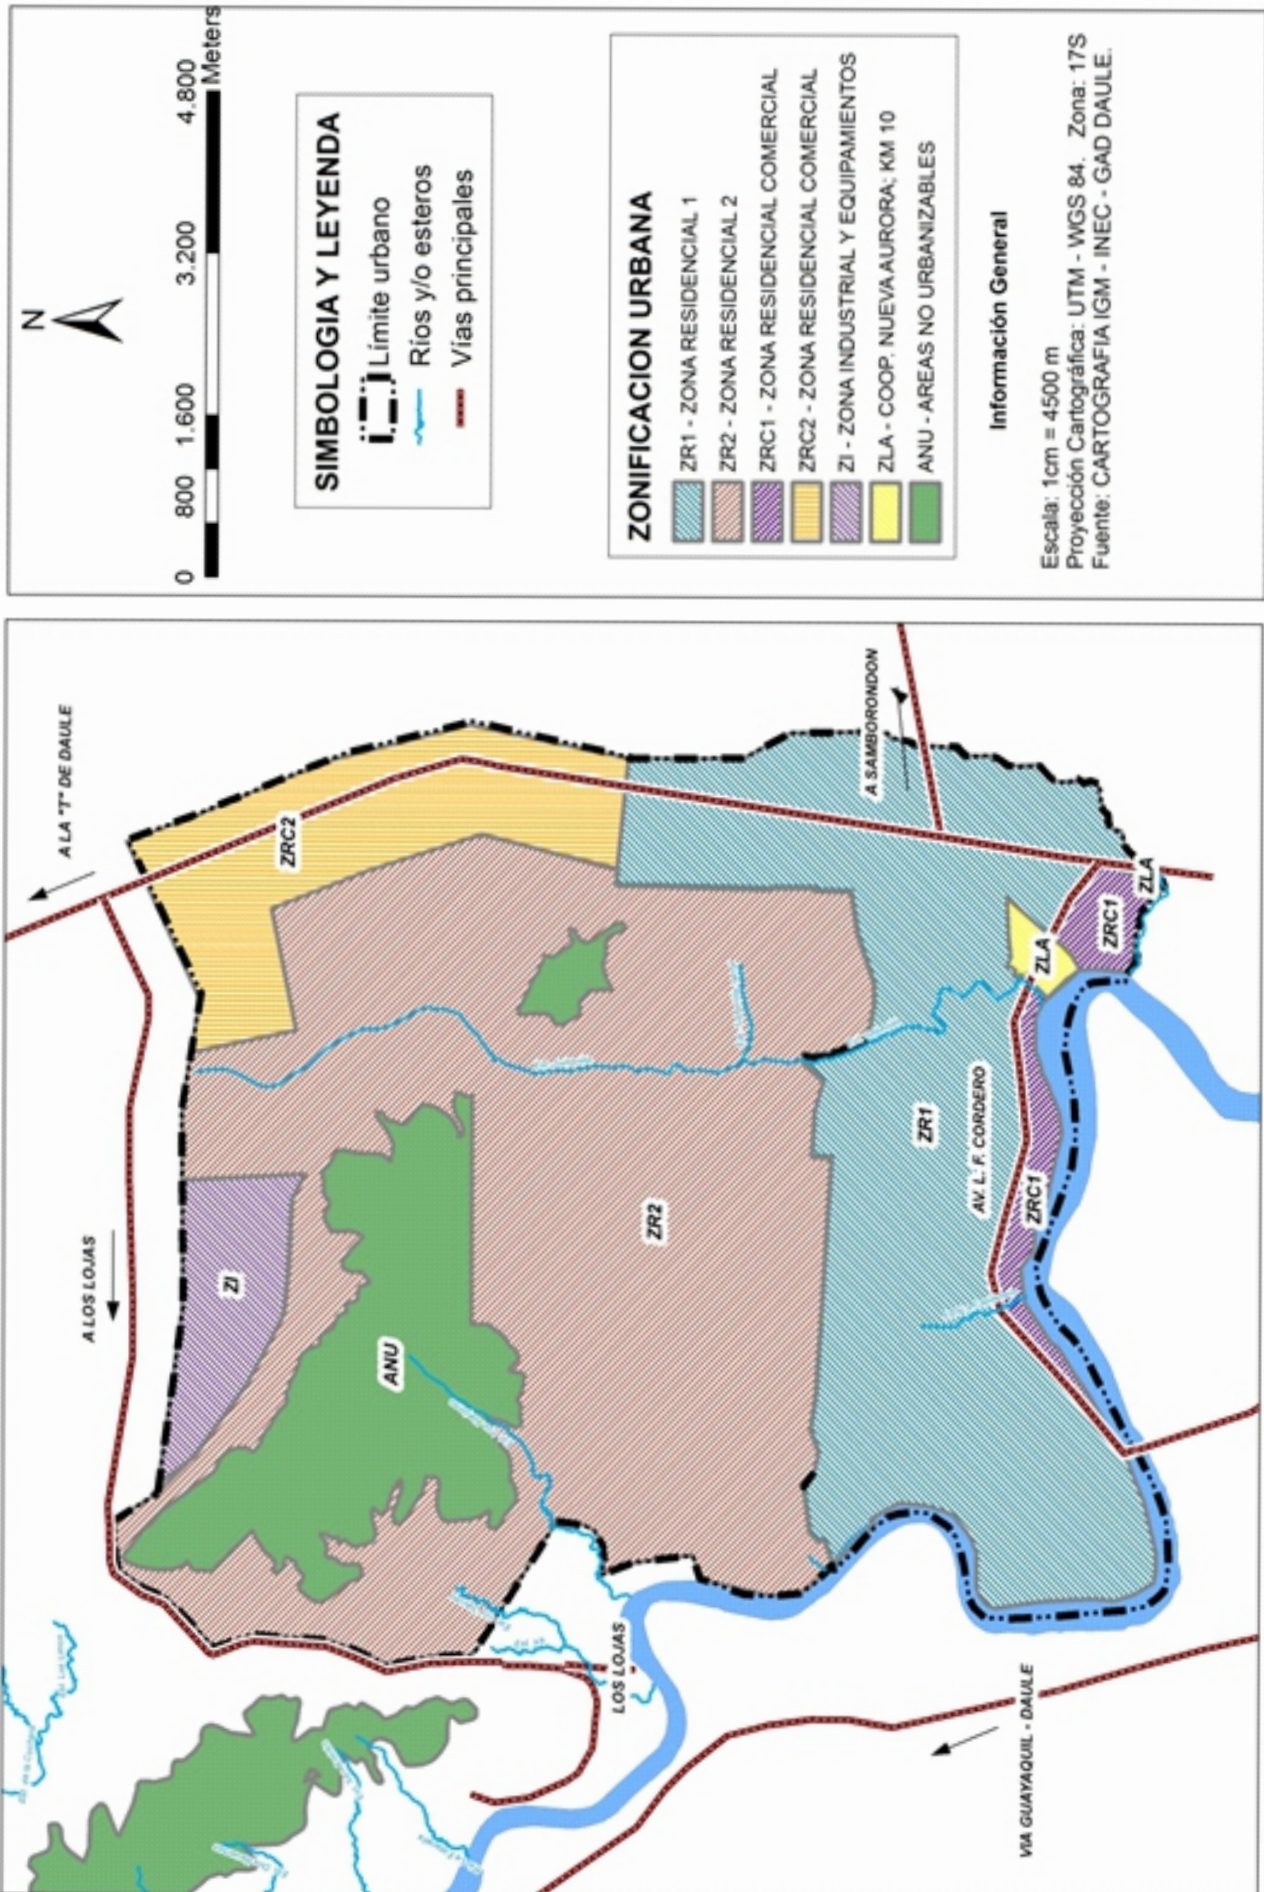 N
0 800 1.600 3.200 4.800
Meters
SIMBOLOGIA Y LEYENDA
Límite urbano
Ríos y/o esteros
Vías principales
ZONIFICACION URBANA
ZR1 - ZONA RESIDENCIAL 1
ZR2 - ZONA RESIDENCIAL 2
ZRC1 - ZONA RESIDENCIAL COMERCIAL
ZRC2 - ZONA RESIDENCIAL COMERCIAL
ZI - ZONA INDUSTRIAL Y EQUIPAMIENTOS
ZLA - COOP. NUEVA AURORA; KM 10
ANU - AREAS NO URBANIZABLES
Información General
Escala: 1cm = 4500 m
Proyección Cartográfica: UTM - WGS 84. Zona: 17S
Fuente: CARTOGRAFIA IGM - INEC - GAD DAULE.
A LA "T" DE DAULE
A LOS LOJAS
ZRC2
ZI
ANU
ZR2
LOS LOJAS
A SAMBORONDON
ZR1
AV. L. F. CORDERO
ZLA
ZRC1
ZRC1
ZLA
VIA GUAYAQUIL - DAULE